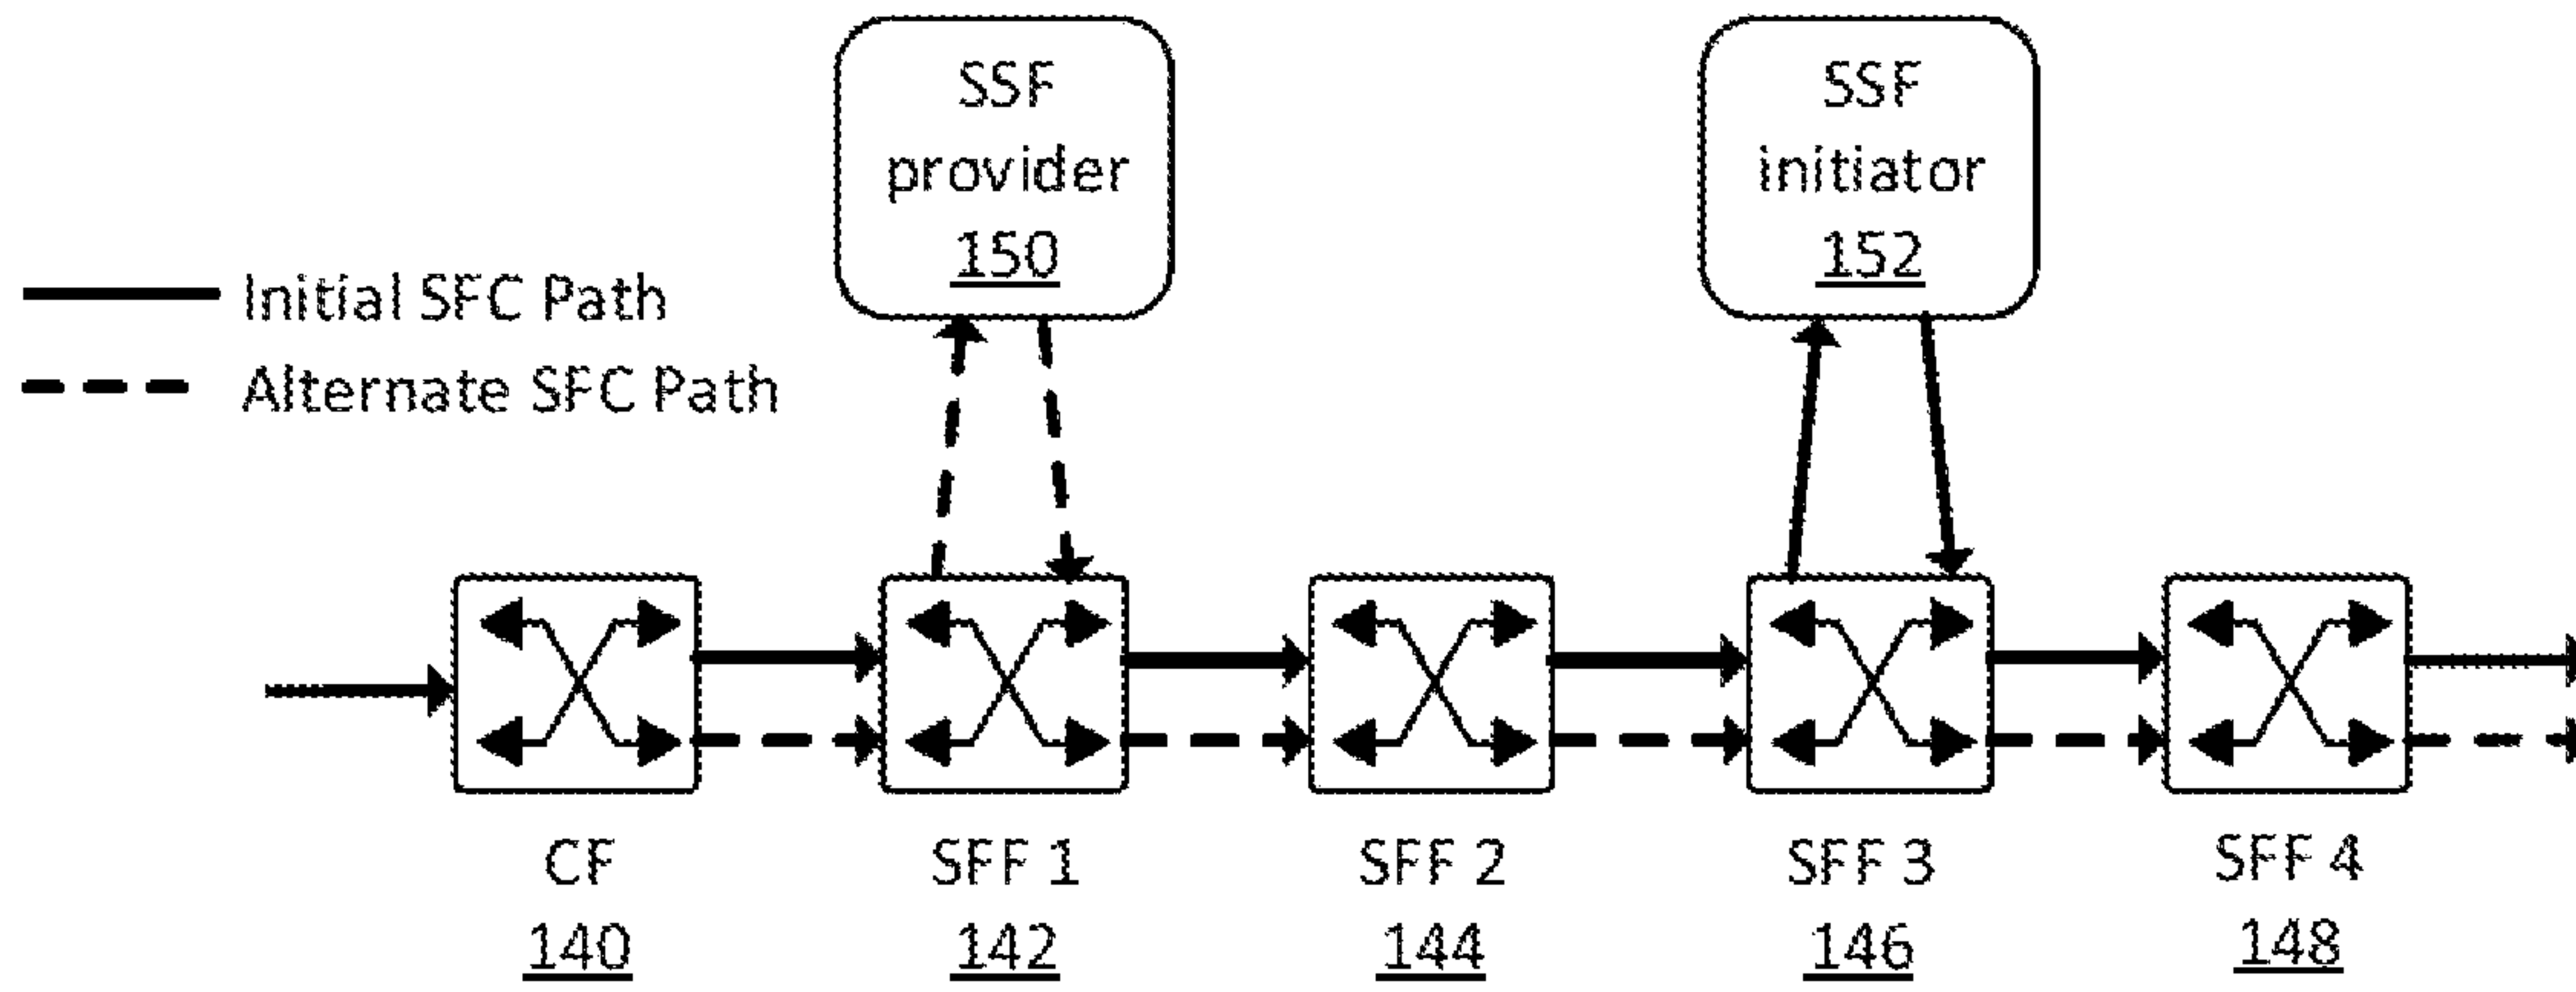 SSF
provider
150
SSF
initiator
152
Initial SFC Path
Alternate SFC Path
CF
140
SFF 1
142
SFF 2
144
SFF 3
146
SFF 4
148